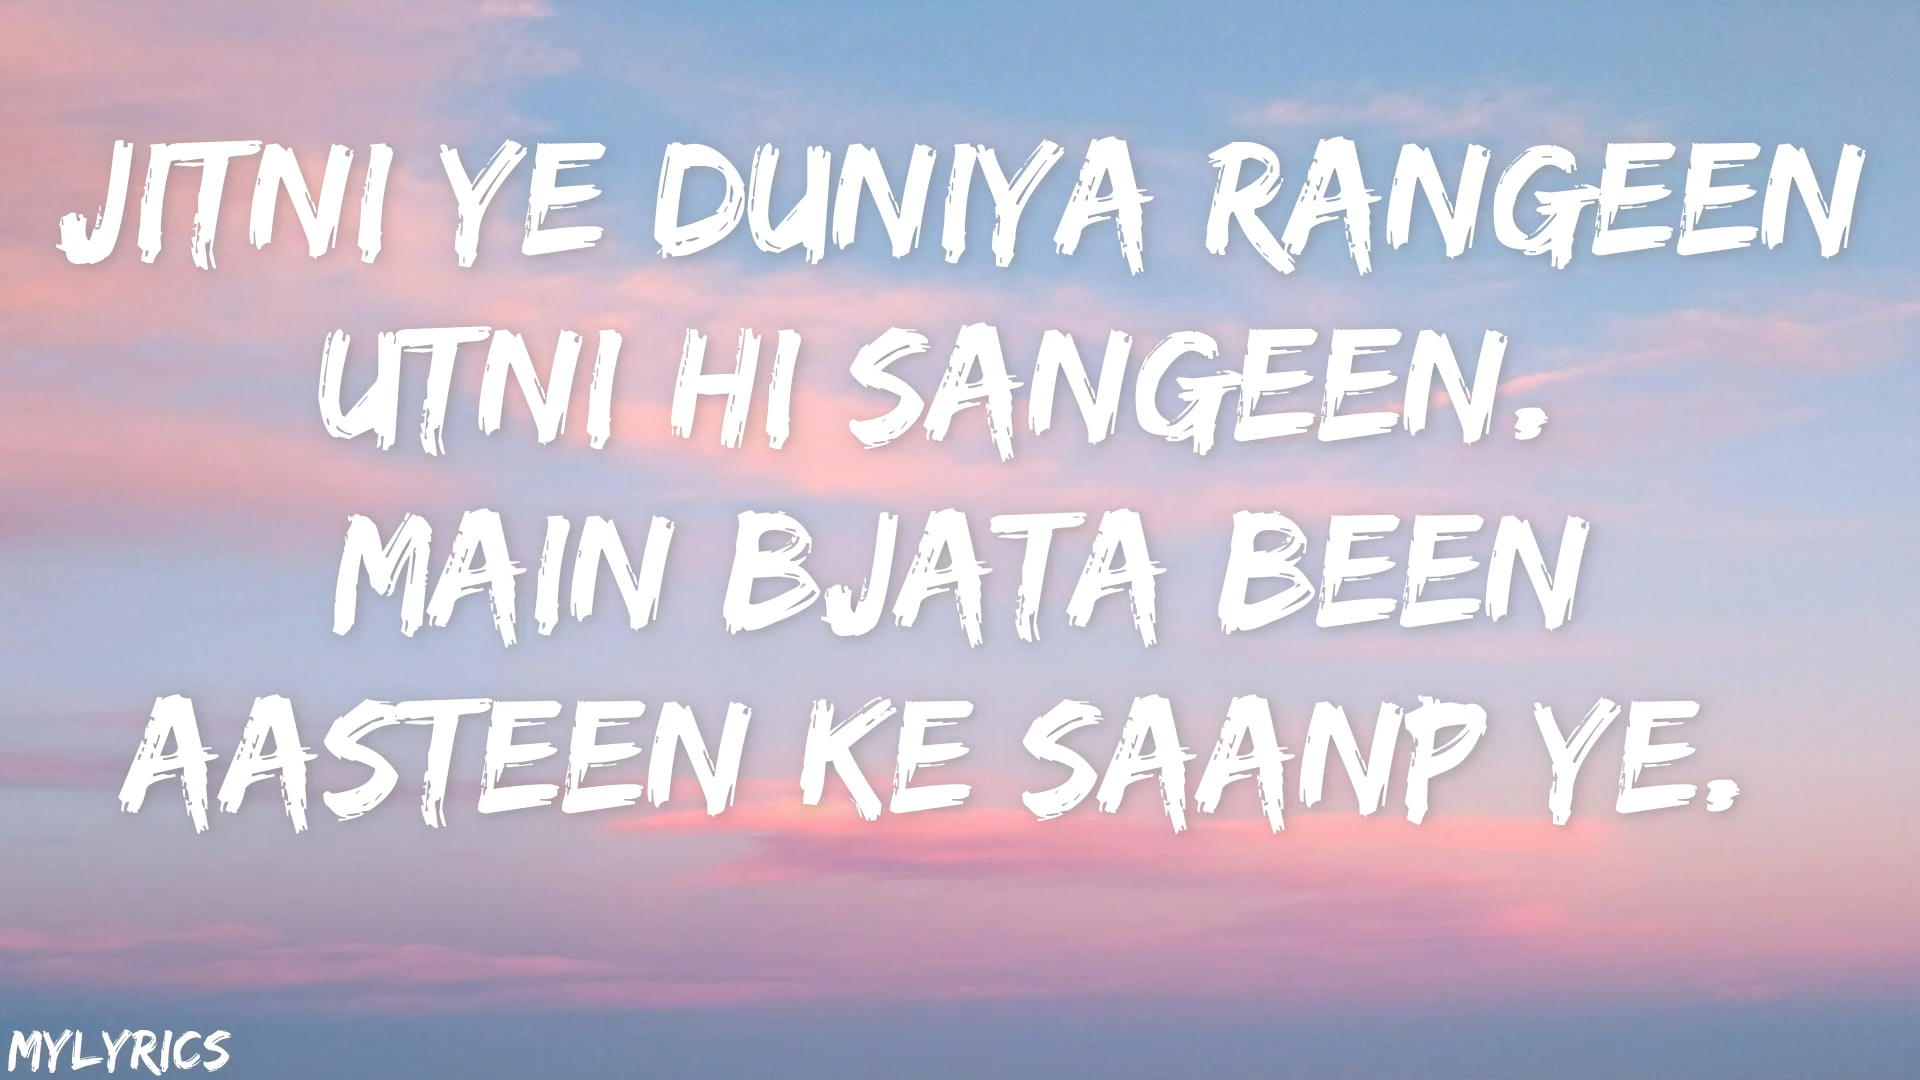 JITNI YE DUNIYA RANGEEN
UTNI HI SANGEEN.
MAIN BJATA BEEN
AASTEEN KE SAANP YE.
MYLYRICS